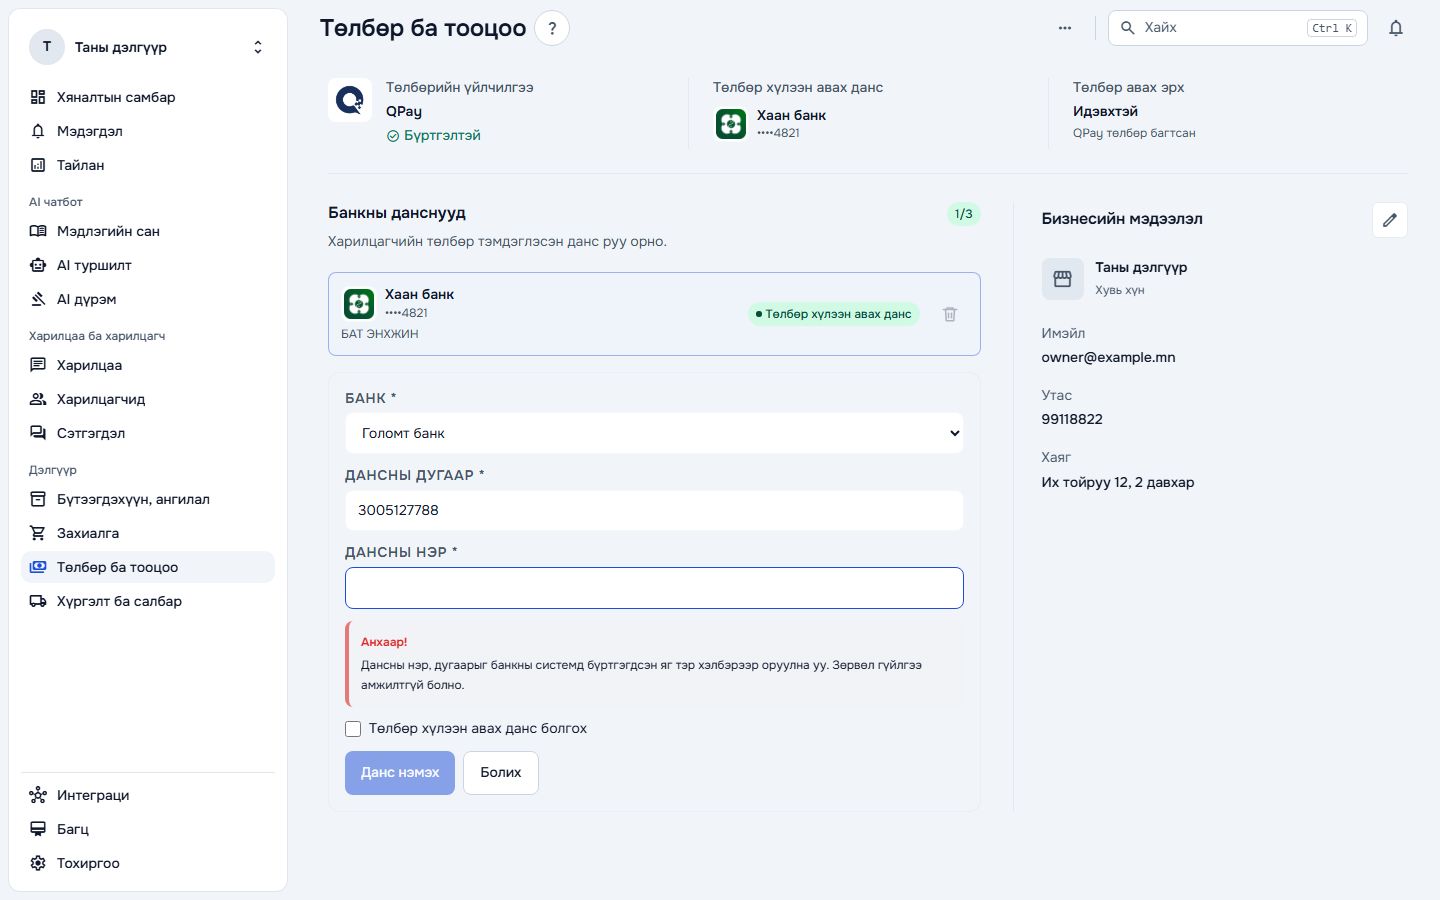 Т
Таны дэлгүүр
Хяналтын самбар
Мэдэгдэл
Тайлан
AI чатбот
Мэдлэгийн сан
AI туршилт
AI дүрэм
Харилцаа ба харилцагч
Харилцаа
Харилцагчид
Сэтгэгдэл
Дэлгүүр
Бүтээгдэхүүн, ангилал
Захиалга
Төлбөр ба тооцоо
Хүргэлт ба салбар
Интеграци
Багц
Тохиргоо
Төлбөр ба тооцоо
?
Хайх
Ctrl K
Төлбөрийн үйлчилгээ
QPay
Бүртгэлтэй
Төлбөр хүлээн авах данс
Хаан банк
••••4821
Төлбөр авах эрх
Идэвхтэй
QPay төлбөр багтсан
Банкны данснууд
1/3
Харилцагчийн төлбөр тэмдэглэсэн данс руу орно.
Хаан банк
••••4821
БАТ ЭНХЖИН
Төлбөр хүлээн авах данс
БАНК *
Голомт банк
ДАНСНЫ ДУГААР *
3005127788
ДАНСНЫ НЭР *
Анхаар!
Дансны нэр, дугаарыг банкны системд бүртгэгдсэн яг тэр хэлбэрээр оруулна уу. Зөрвөл гүйлгээ
амжилтгүй болно.
Төлбөр хүлээн авах данс болгох
Данс нэмэх
Болих
Бизнесийн мэдээлэл
Таны дэлгүүр
Хувь хүн
Имэйл
owner@example.mn
Утас
99118822
Хаяг
Их тойруу 12, 2 давхар